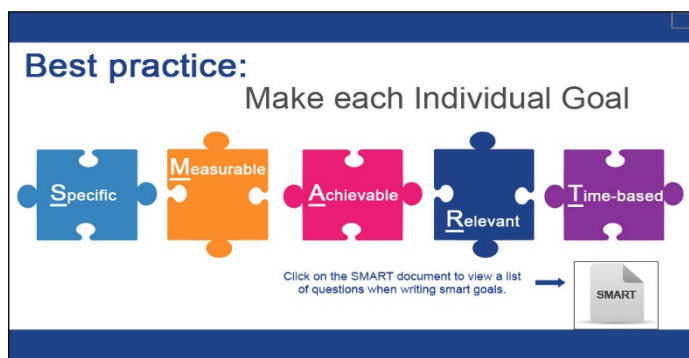 Best practice:
Make each Individual Goal
Specific
Measurable
Achievable
Relevant
Time-based
Click on the SMART document to view a list
of questions when writing smart goals.
SMART